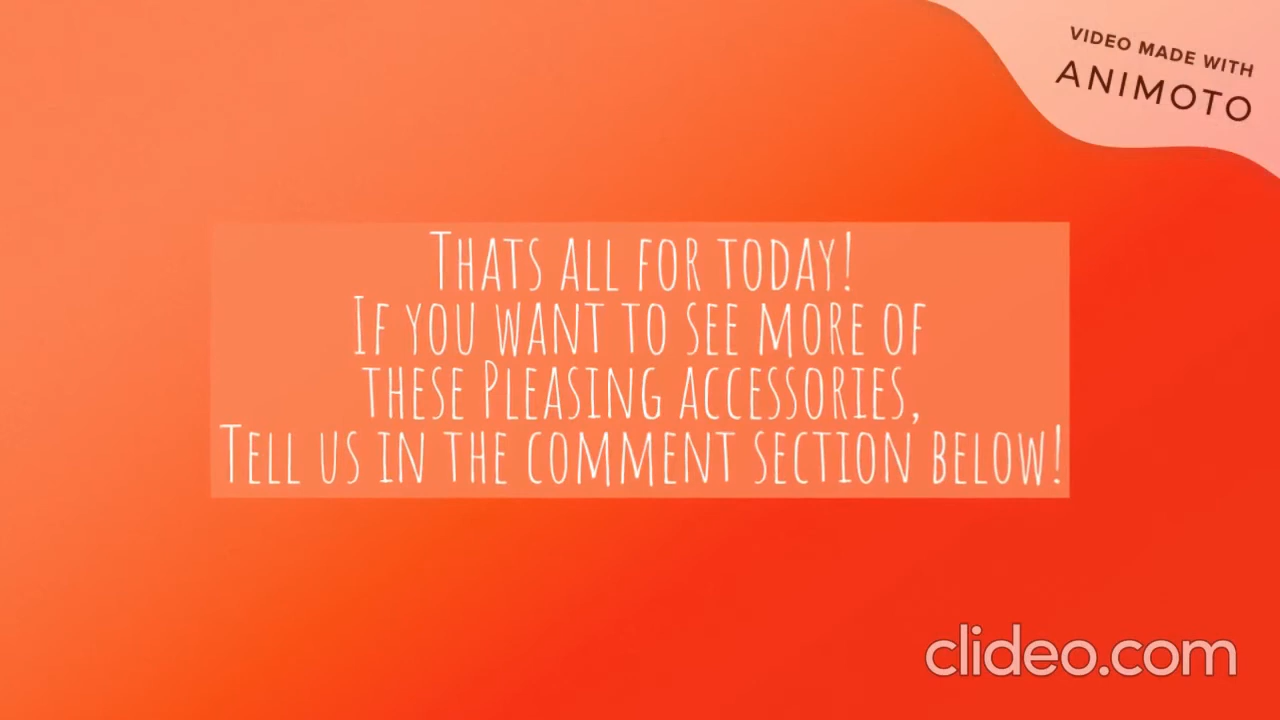 VIDEO MADE WITH
ANIMOTO
Thats all for today!
If you want to see more of
these Pleasing accessories,
Tell us in the comment section below!
clideo.com